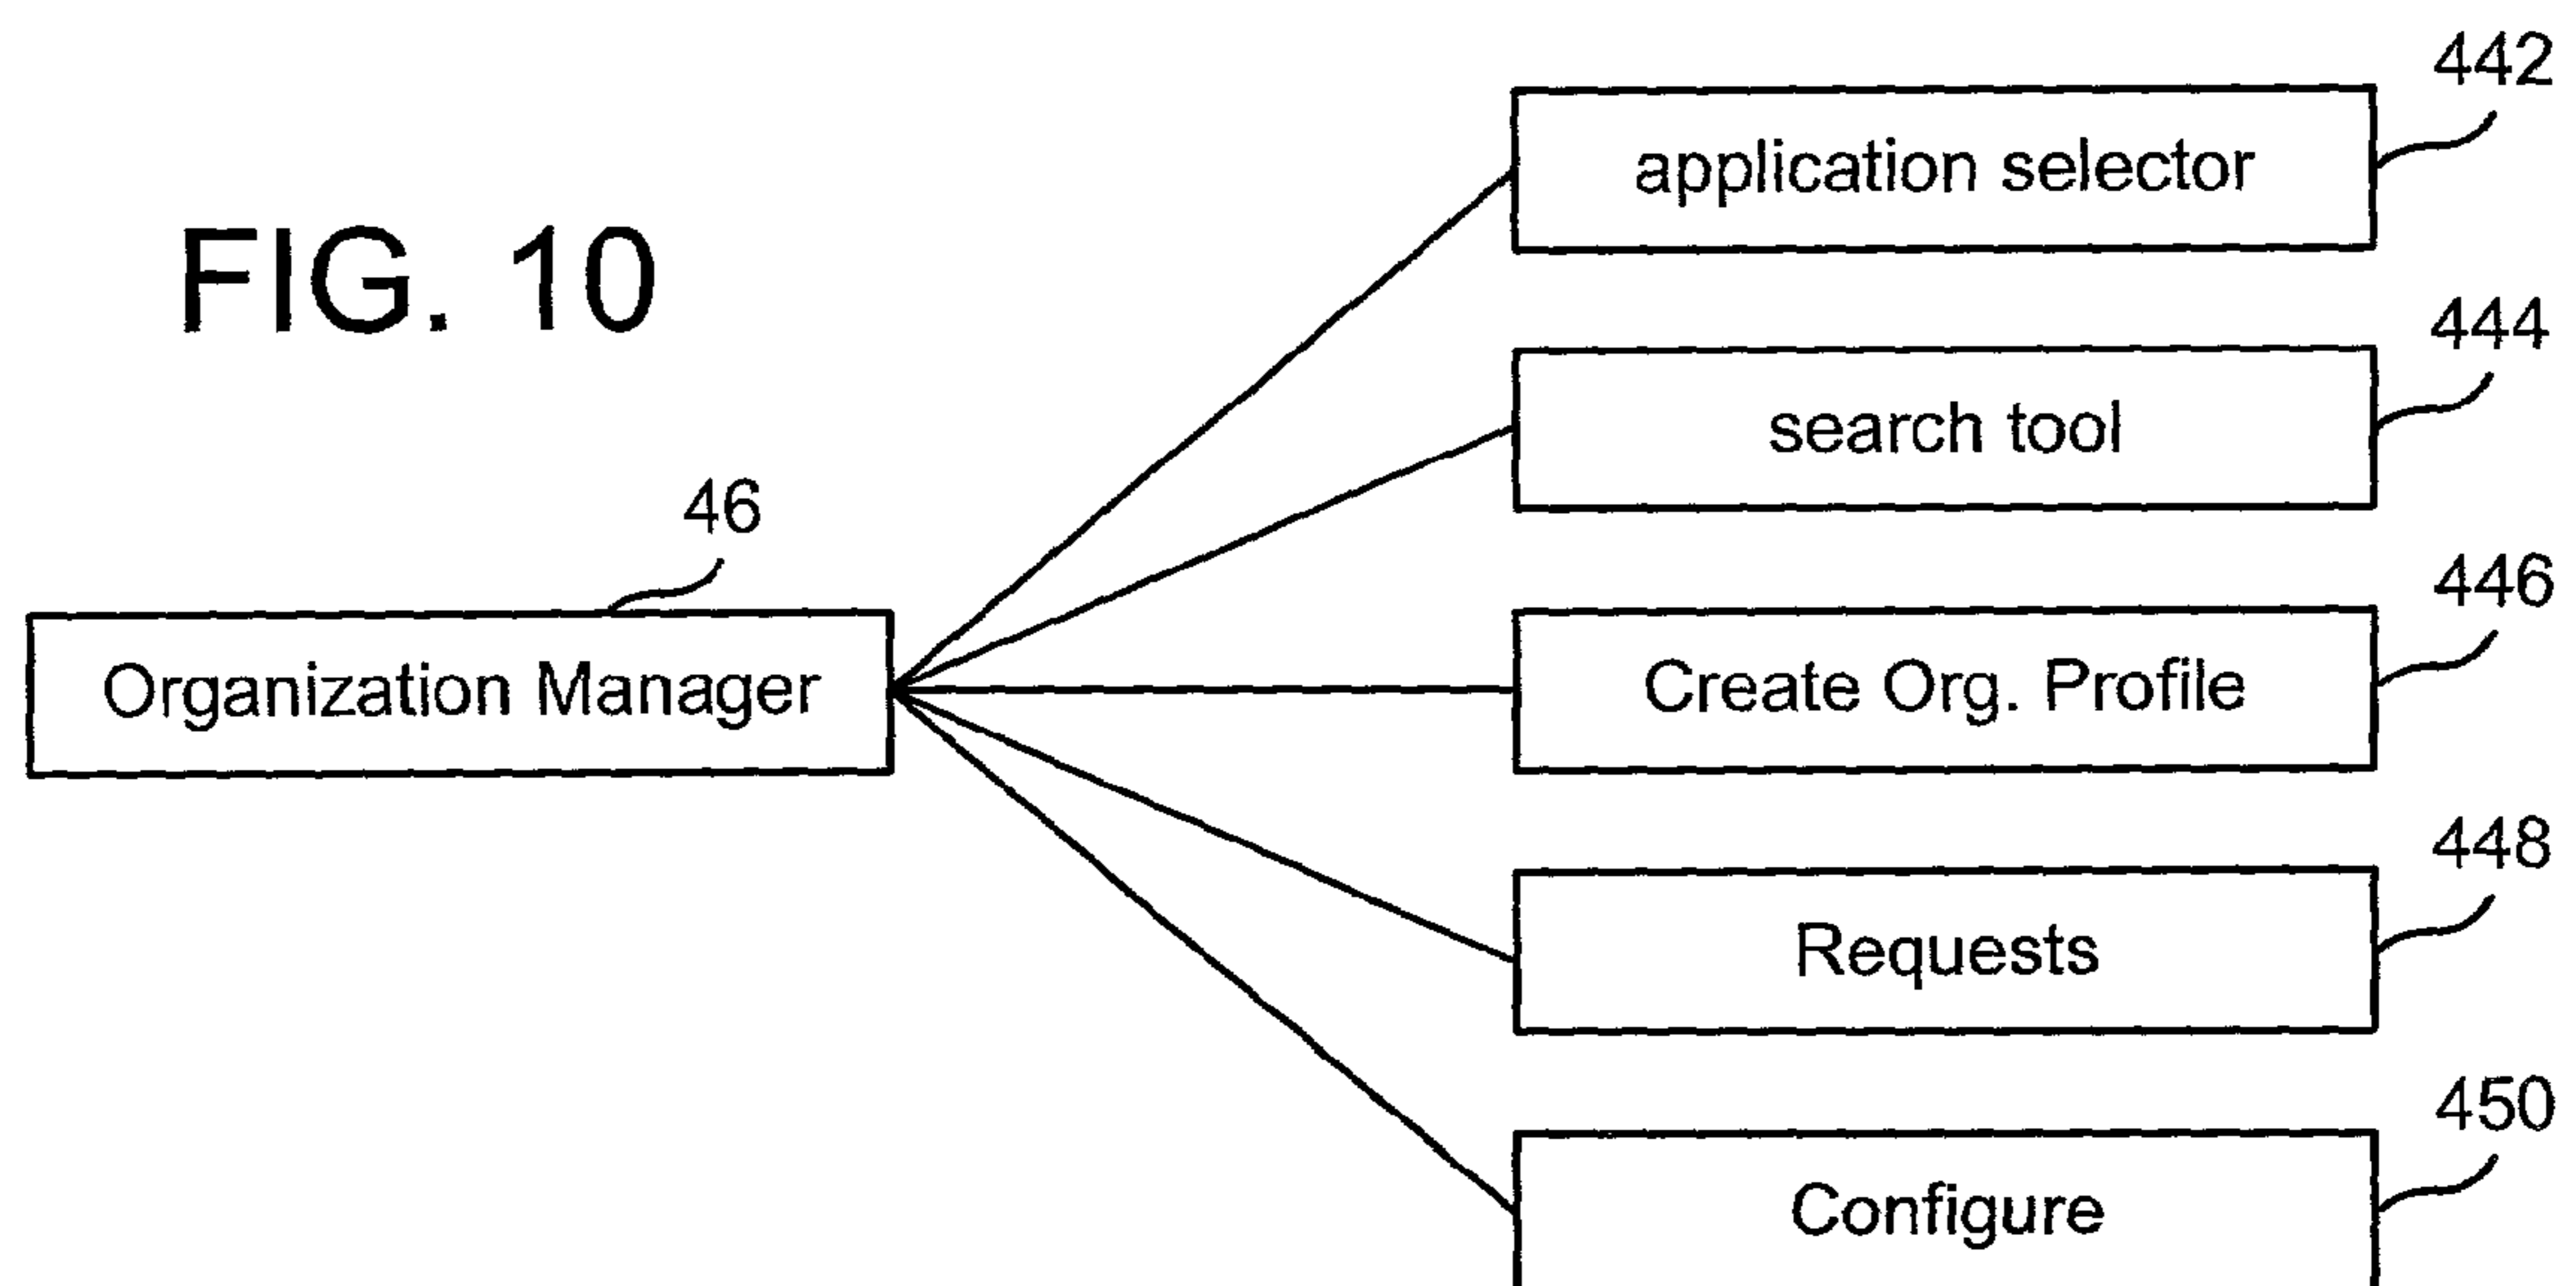 442
application selector
FIG. 10
444
search tool
46
446
Organization Manager
Create Org. Profile
448
Requests
450
Configure